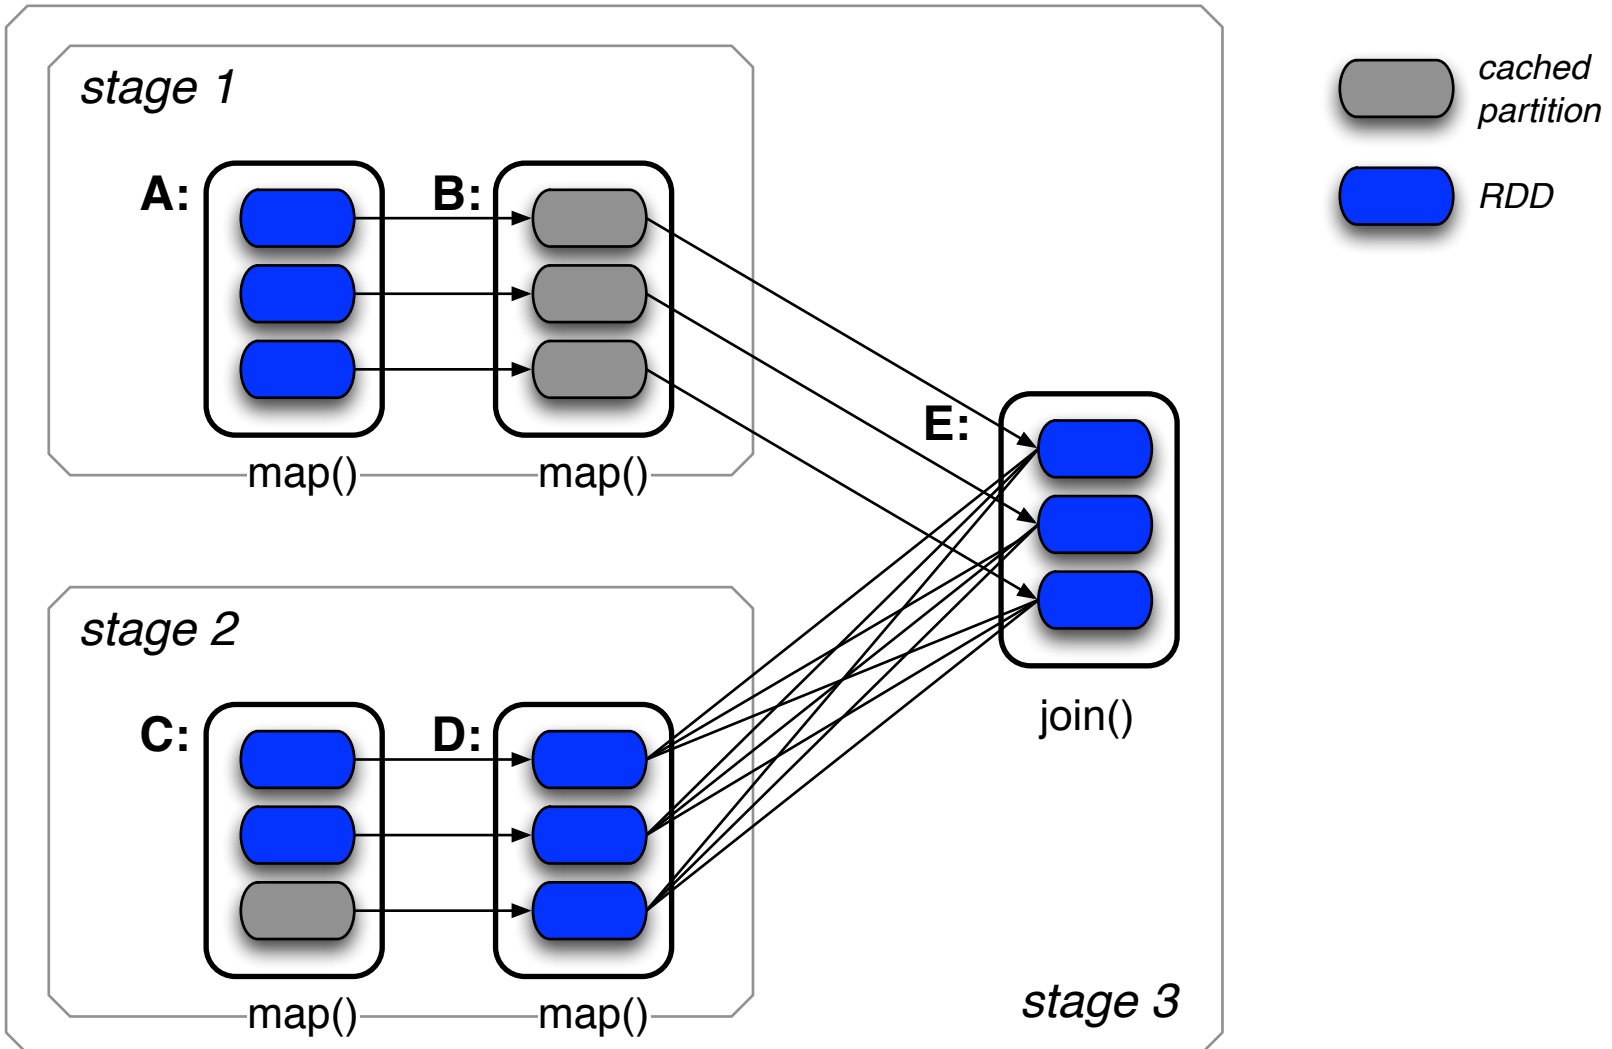 stage 1
A:
B:
map()
map()
E:
join()
stage 2
C:
D:
map()
map()
stage 3
cached
partition
RDD